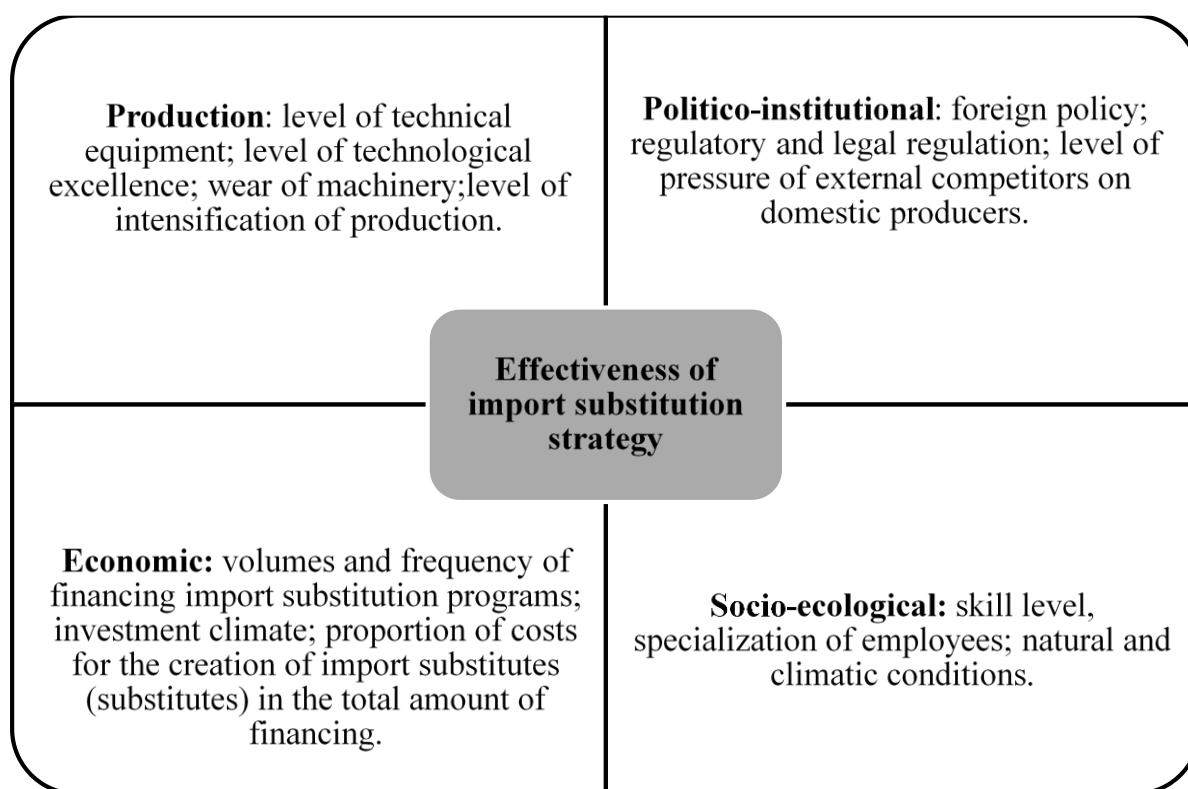 Production: level of technical
equipment; level of technological
excellence; wear of machinery;level of
intensification of production.
Politico-institutional: foreign policy;
regulatory and legal regulation; level of
pressure of external competitors on
domestic producers.
Effectiveness of
import substitution
strategy
Economic: volumes and frequency of
financing import substitution programs;
investment climate; proportion of costs
for the creation of import substitutes
(substitutes) in the total amount of
financing.
Socio-ecological: skill level,
specialization of employees; natural and
climatic conditions.